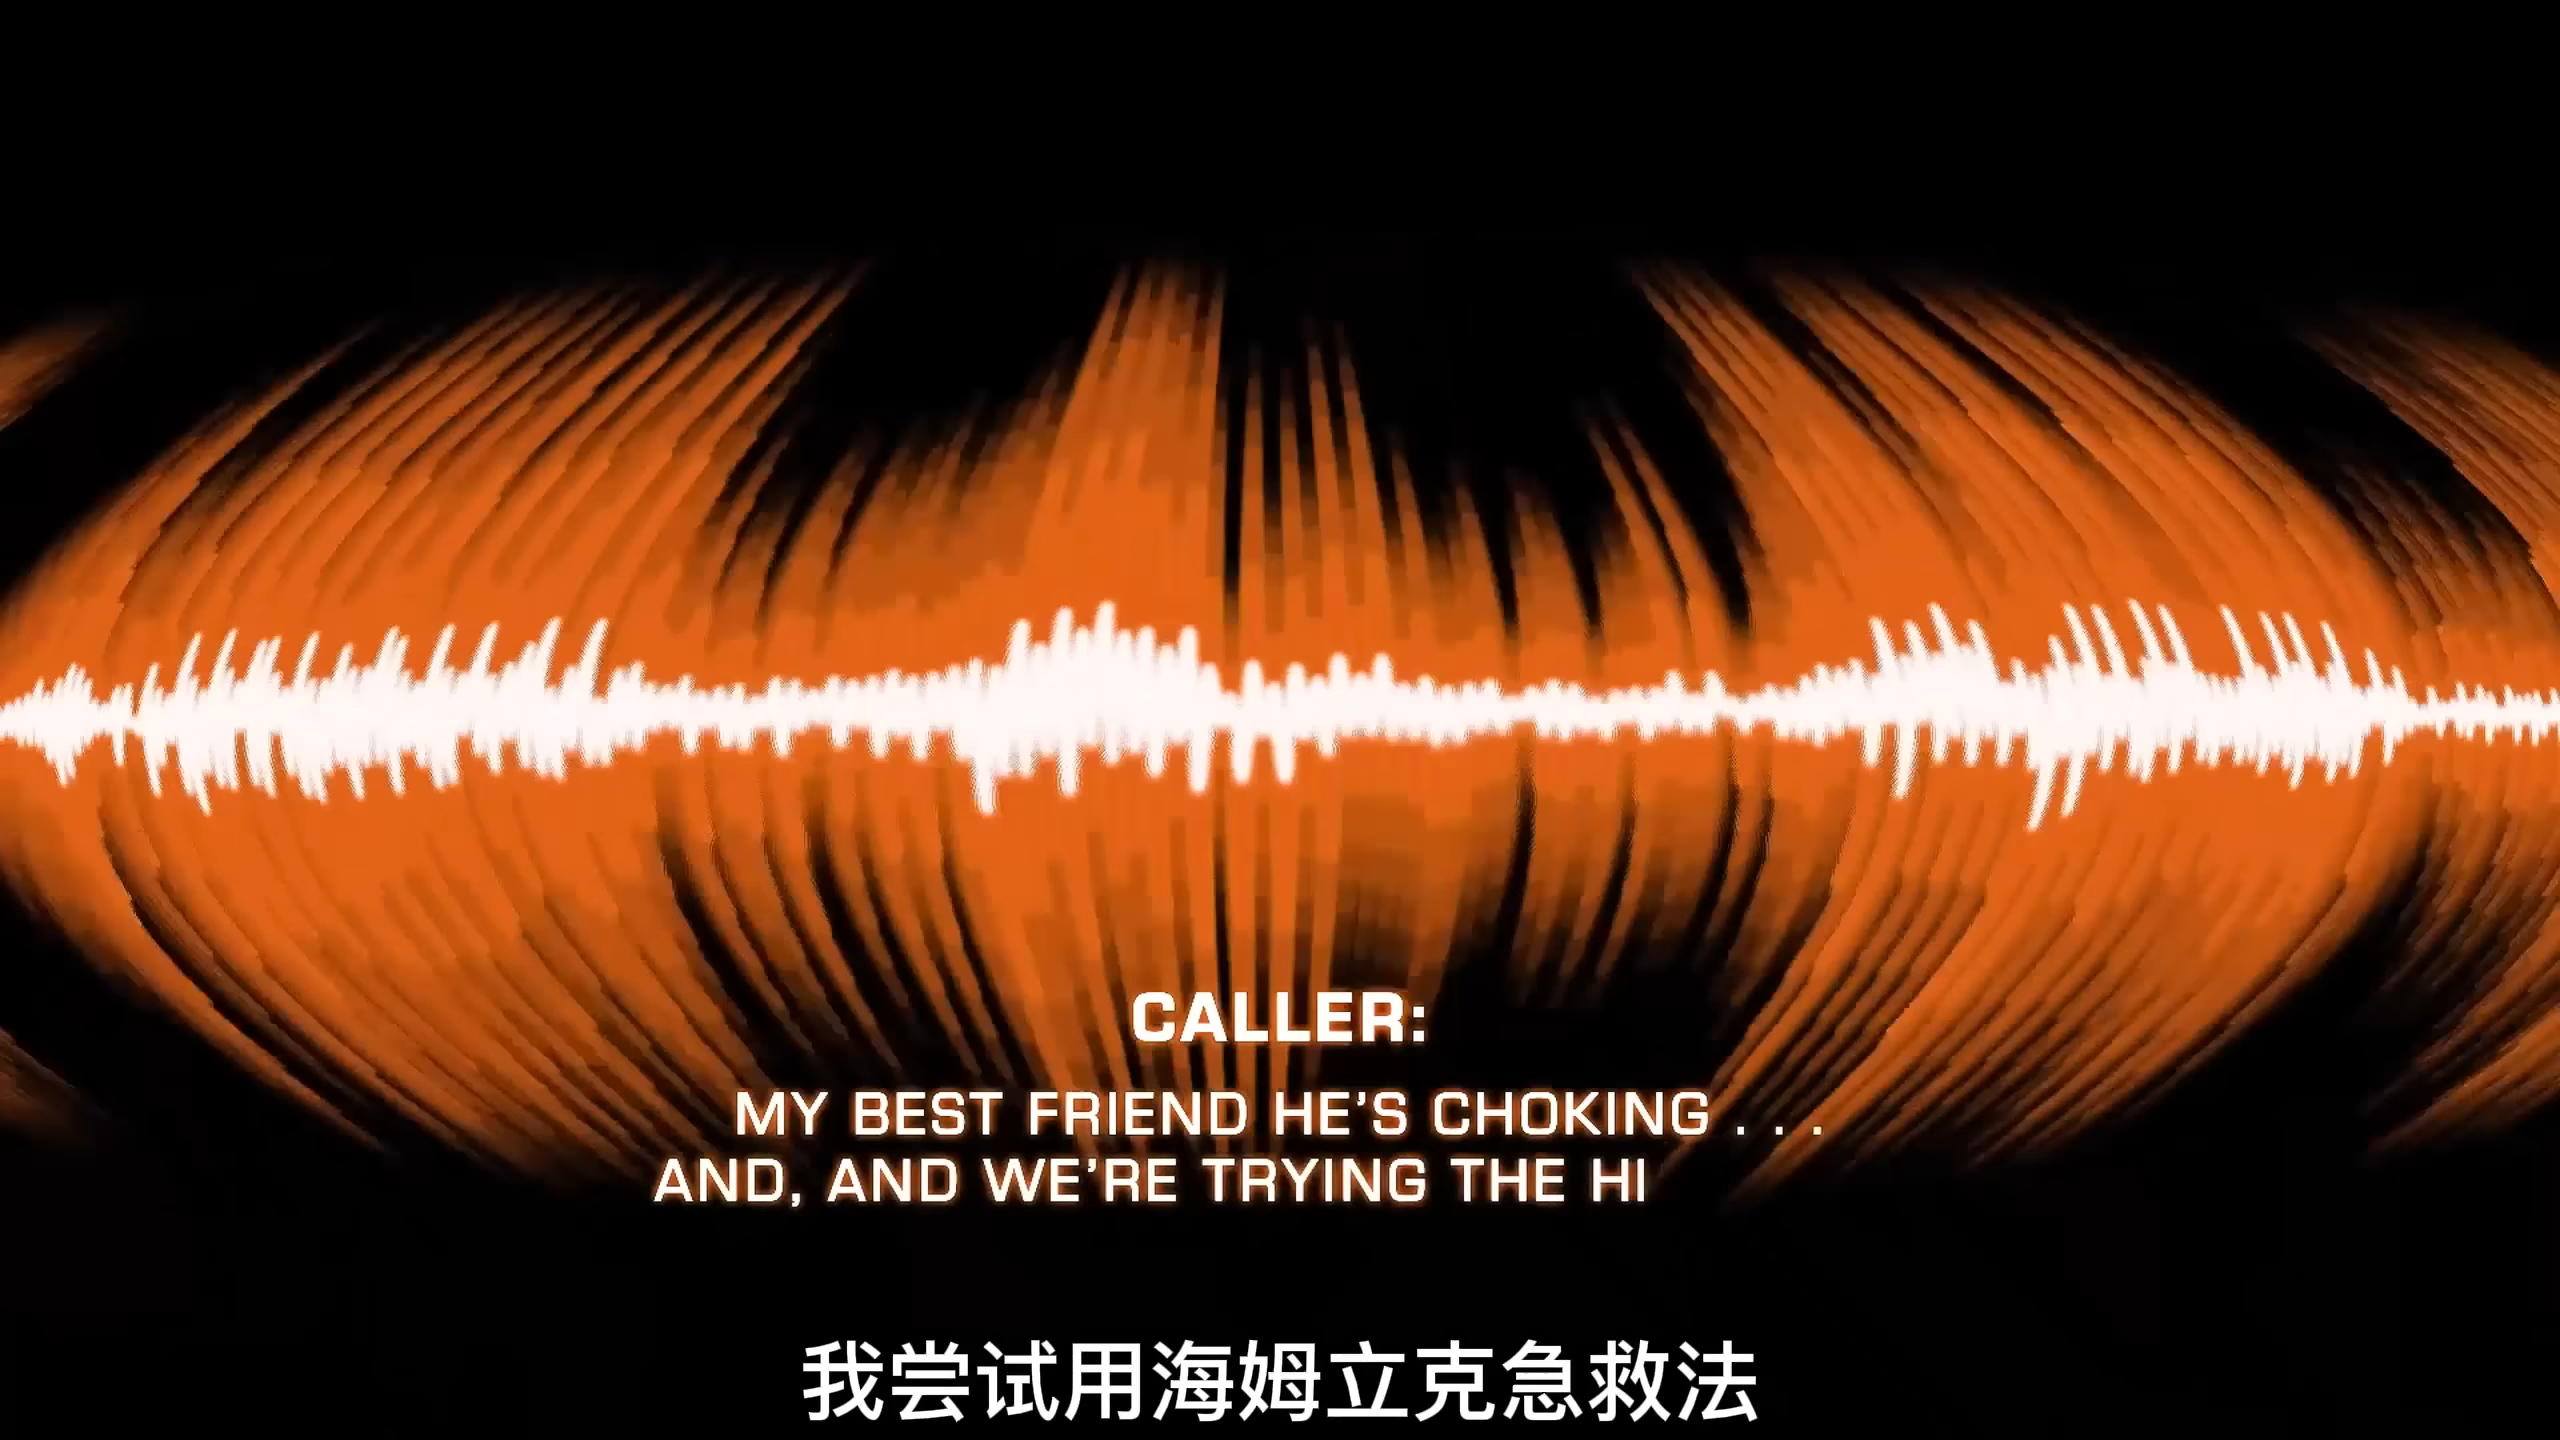 CALLER:
MY BEST FRIEND HE'S CHOKING . . .
AND, AND WE'RE TRYING THE HI
我尝试用海姆立克急救法